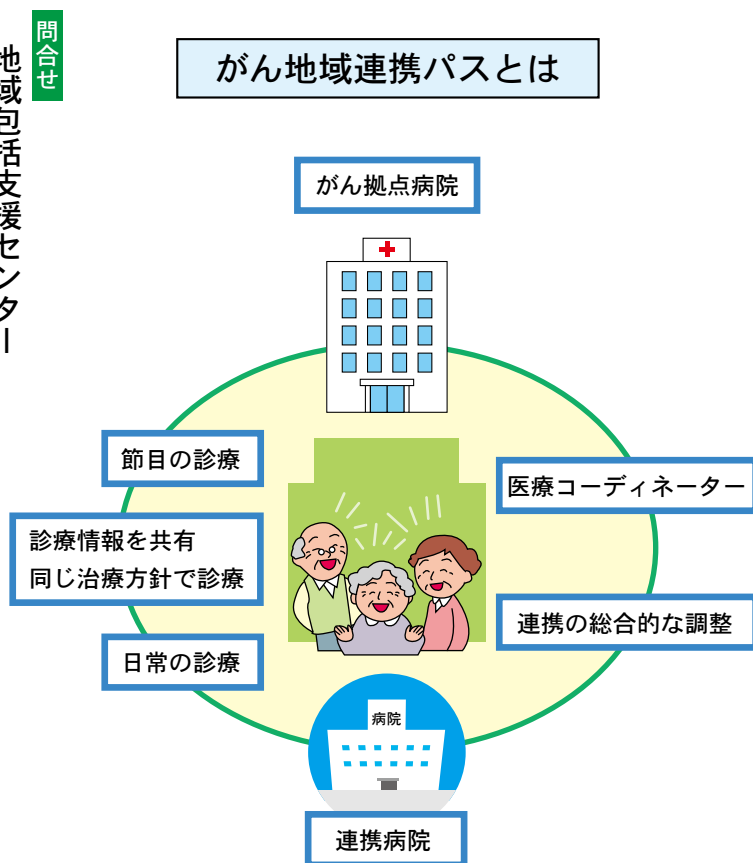 問合せ
地域包括支援センター
がん地域連携パスとは
がん拠点病院
節目の診療
診療情報を共有
同じ治療方針で診療
日常の診療
医療コーディネーター
連携の総合的な調整
病院
連携病院